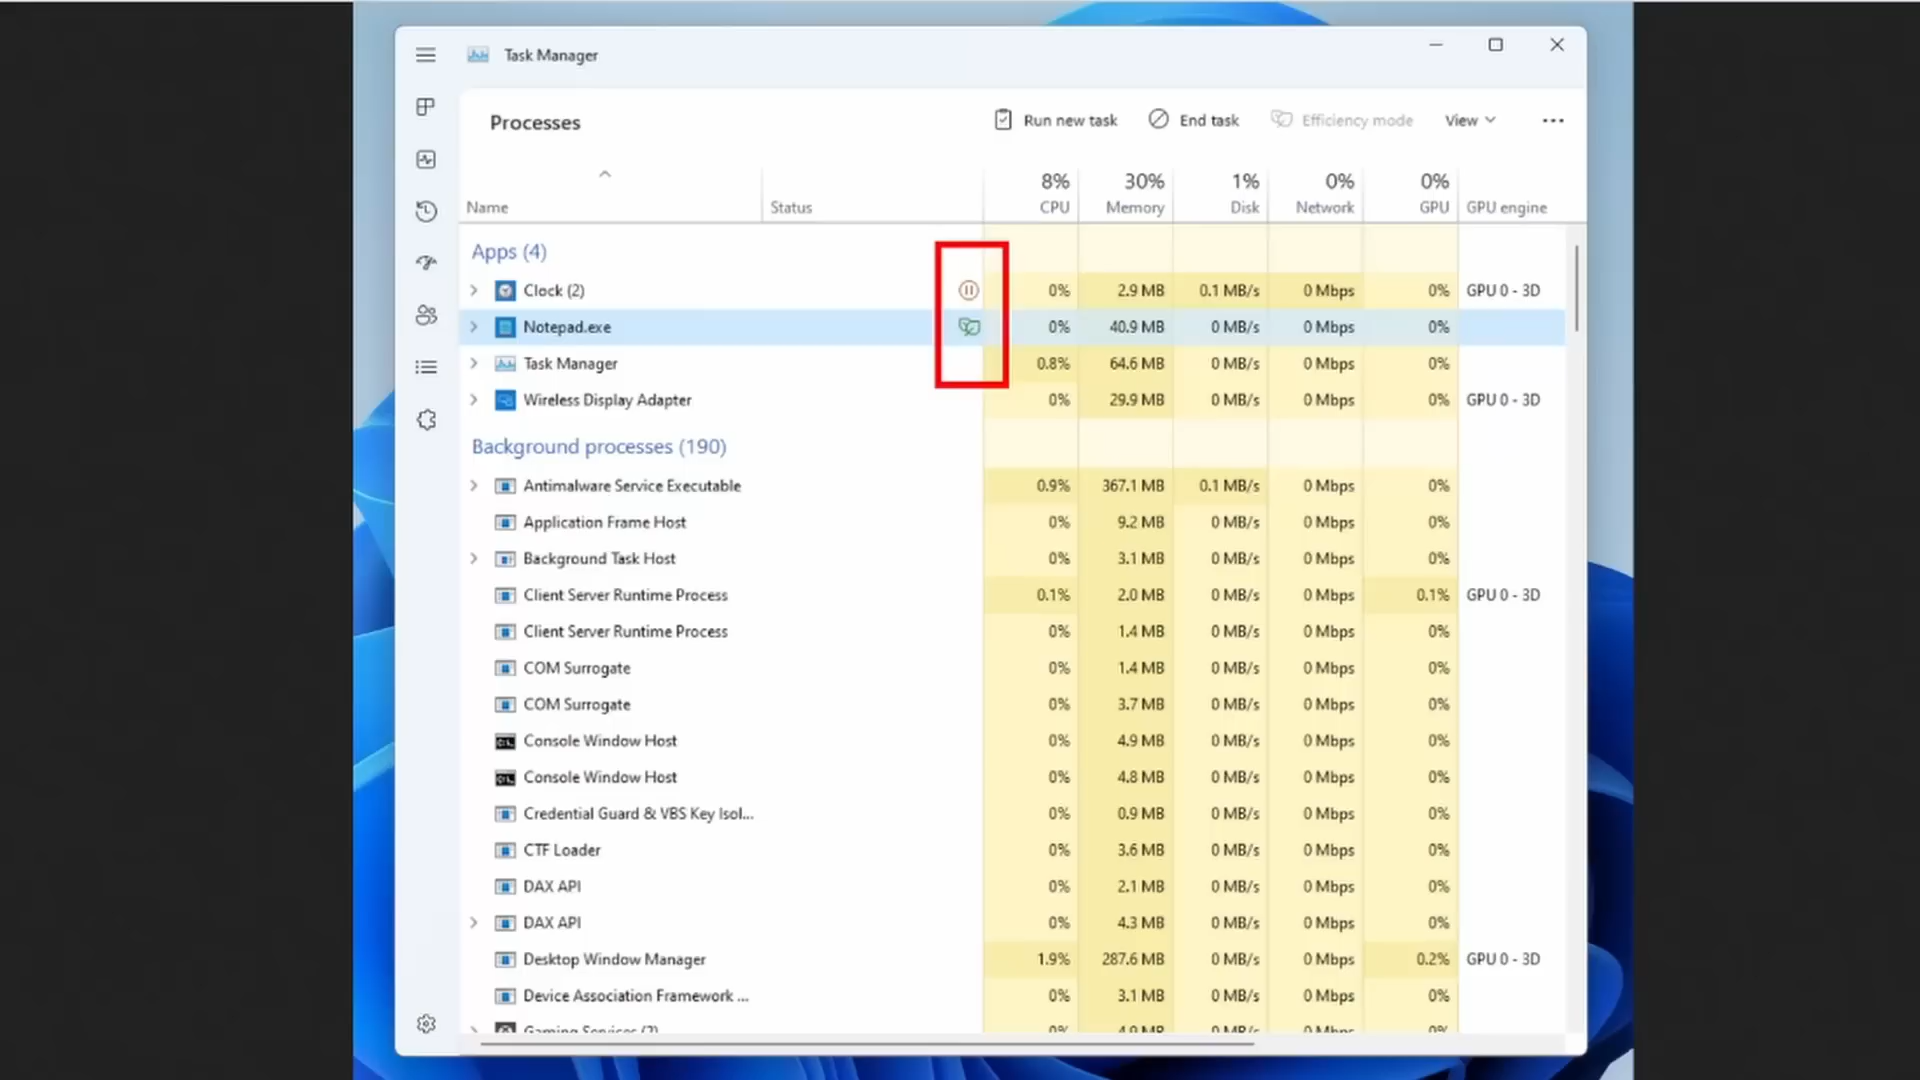 Task Manager
Processes
Run new task
End task
Efficiency mode
View
8% 30% 1% 0% 0%
Name Status CPU Memory Disk Network GPU GPU engine
Apps (4)
Clock (2) 0% 2.9 MB 0.1 MB/s 0 Mbps 0% GPU 0 - 3D
Notepad.exe 0% 40.9 MB 0 MB/s 0 Mbps 0%
Task Manager 0.8% 64.6 MB 0 MB/s 0 Mbps 0%
Wireless Display Adapter 0% 29.9 MB 0 MB/s 0 Mbps 0% GPU 0 - 3D
Background processes (190)
Antimalware Service Executable 0.9% 367.1 MB 0.1 MB/s 0 Mbps 0%
Application Frame Host 0% 9.2 MB 0 MB/s 0 Mbps 0%
Background Task Host 0% 3.1 MB 0 MB/s 0 Mbps 0%
Client Server Runtime Process 0.1% 2.0 MB 0 MB/s 0 Mbps 0.1% GPU 0 - 3D
Client Server Runtime Process 0% 1.4 MB 0 MB/s 0 Mbps 0%
COM Surrogate 0% 1.4 MB 0 MB/s 0 Mbps 0%
COM Surrogate 0% 3.7 MB 0 MB/s 0 Mbps 0%
Console Window Host 0% 4.9 MB 0 MB/s 0 Mbps 0%
Console Window Host 0% 4.8 MB 0 MB/s 0 Mbps 0%
Credential Guard & VBS Key Isol... 0% 0.9 MB 0 MB/s 0 Mbps 0%
CTF Loader 0% 3.6 MB 0 MB/s 0 Mbps 0%
DAX API 0% 2.1 MB 0 MB/s 0 Mbps 0%
DAX API 0% 4.3 MB 0 MB/s 0 Mbps 0%
Desktop Window Manager 1.9% 287.6 MB 0 MB/s 0 Mbps 0.2% GPU 0 - 3D
Device Association Framework ... 0% 3.1 MB 0 MB/s 0 Mbps 0%
Gaming Services (2) 0% 4.9 MB 0 MB/s 0 Mbps 0%